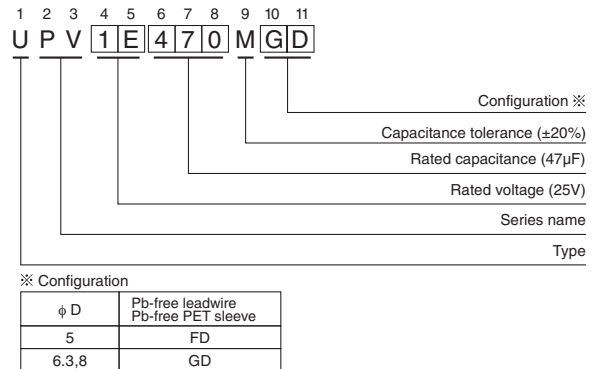 1 2 3 4 5 6 7 8 9 10 11
U P V 1 E 4 7 0 M G D
Configuration ※
Capacitance tolerance (±20%)
Rated capacitance (47µF)
Rated voltage (25V)
Series name
Type
※ Configuration
ϕ D
Pb-free leadwire
Pb-free PET sleeve
5 FD
6.3,8 GD